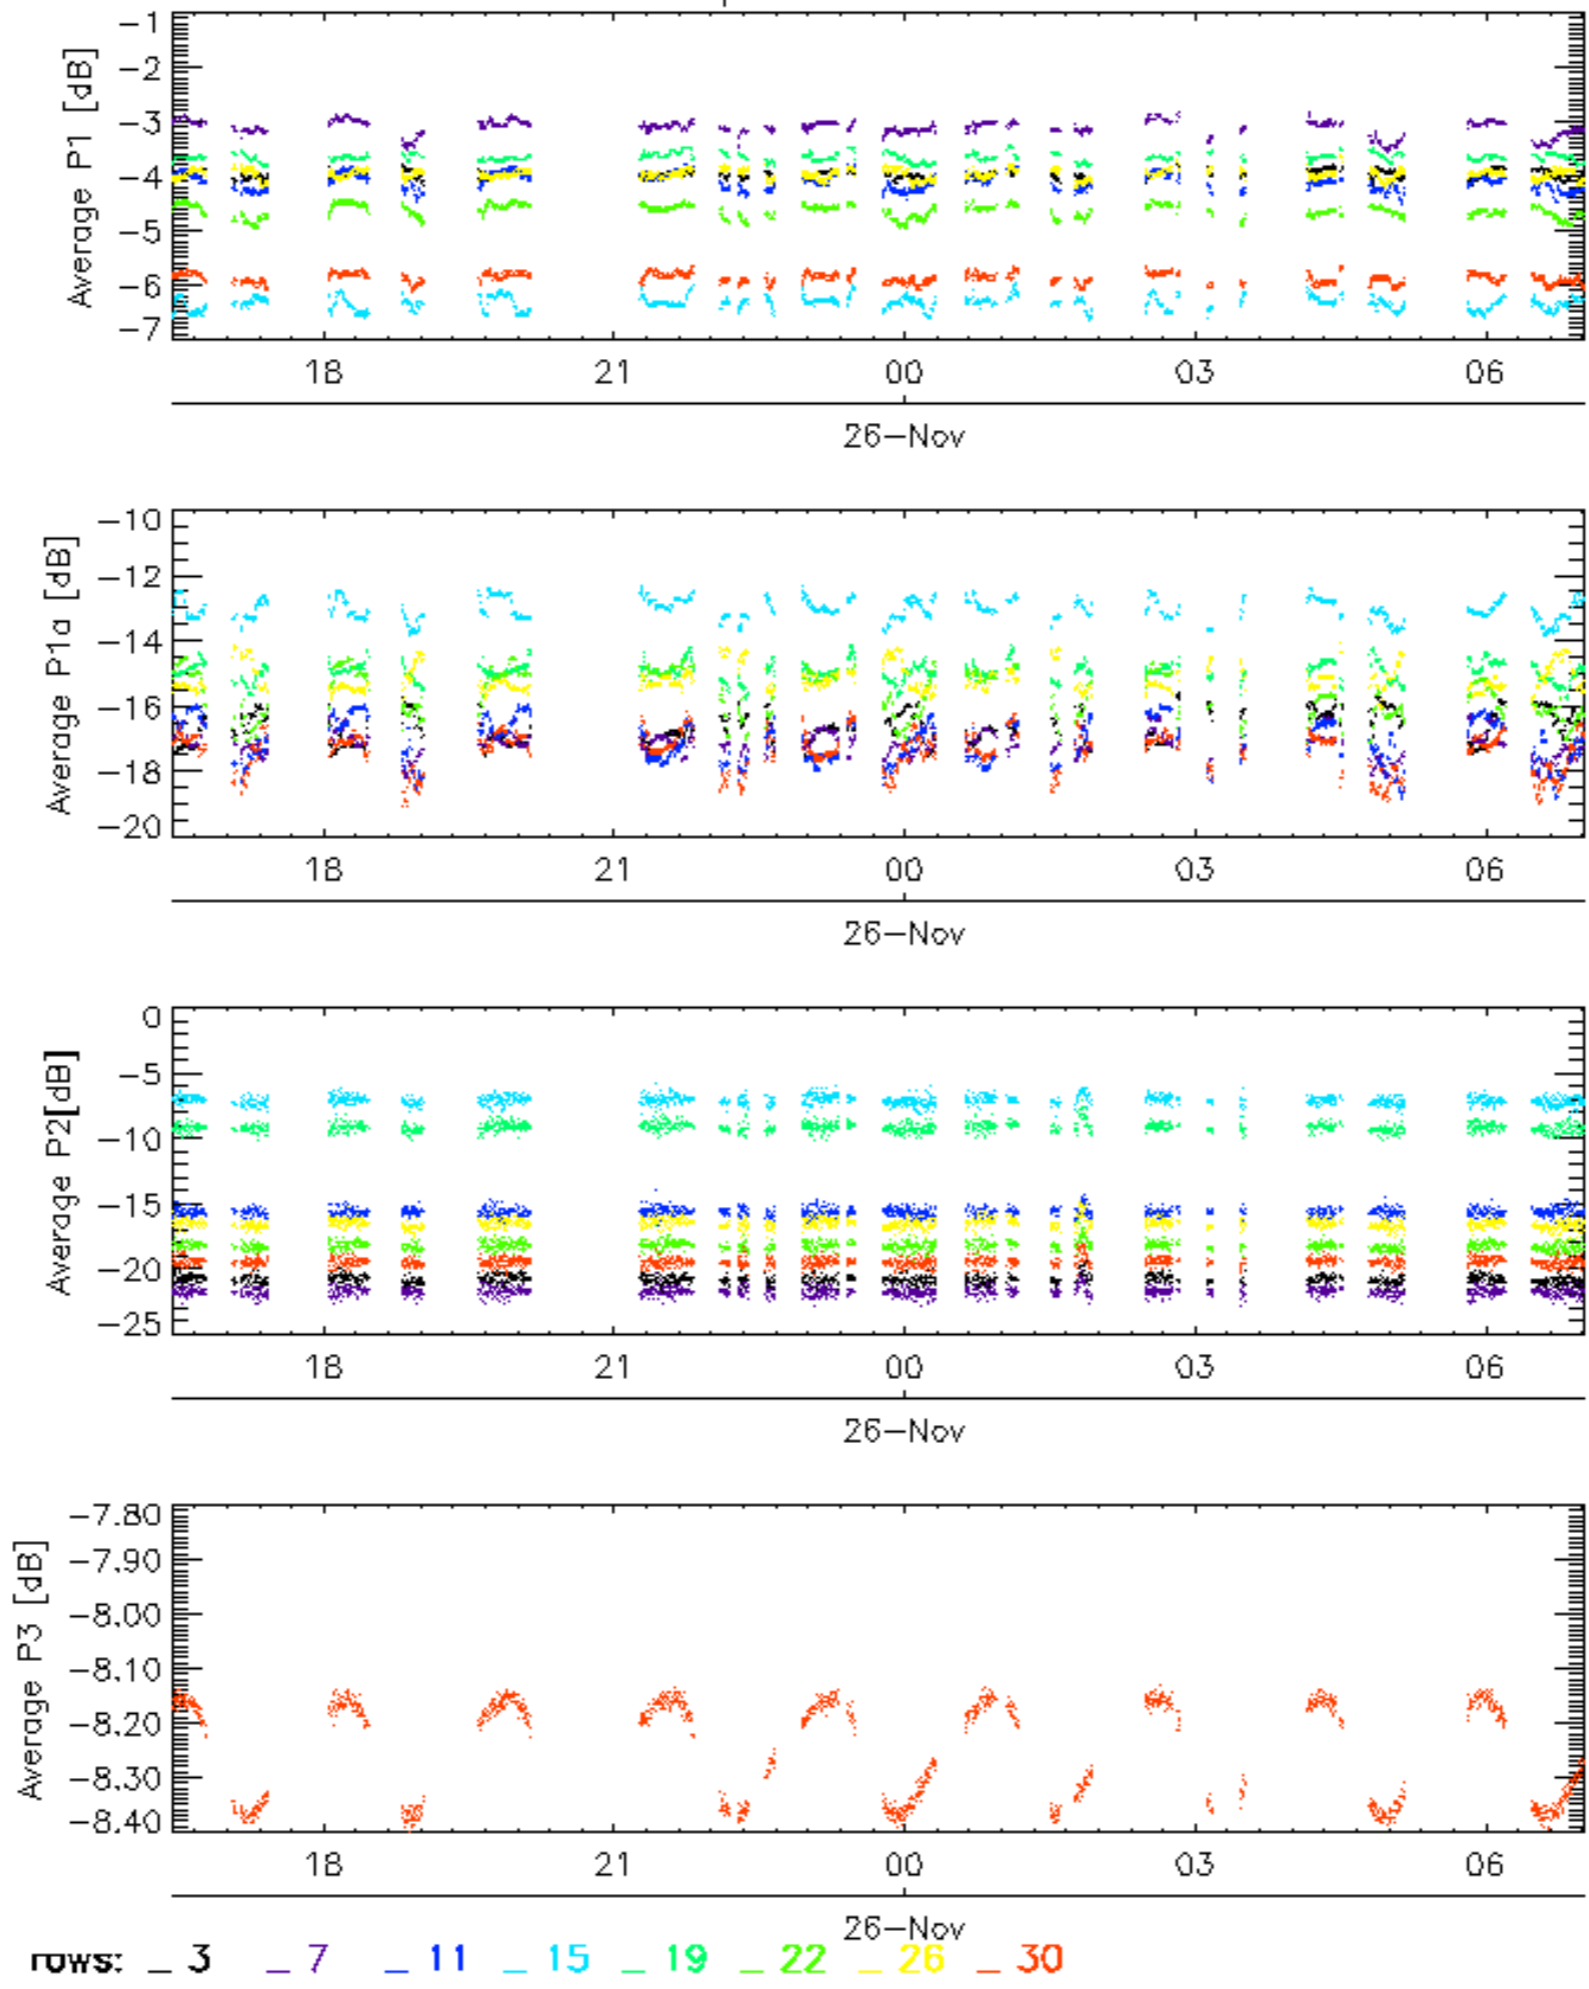 Average P1 [dB]
−1
−2
−3
−4
−5
−6
−7
18 21 00 03 06
26−Nov
Average P1a [dB]
−10
−12
−14
−16
−18
−20
18 21 00 03 06
26−Nov
Average P2[dB]
0
−5
−10
−15
−20
−25
18 21 00 03 06
26−Nov
Average P3 [dB]
−7.80
−7.90
−8.00
−8.10
−8.20
−8.30
−8.40
18 21 00 03 06
26−Nov
rows: _ 3 _ 7 _ 11 _ 15 _ 19 _ 22 _ 26 _ 30